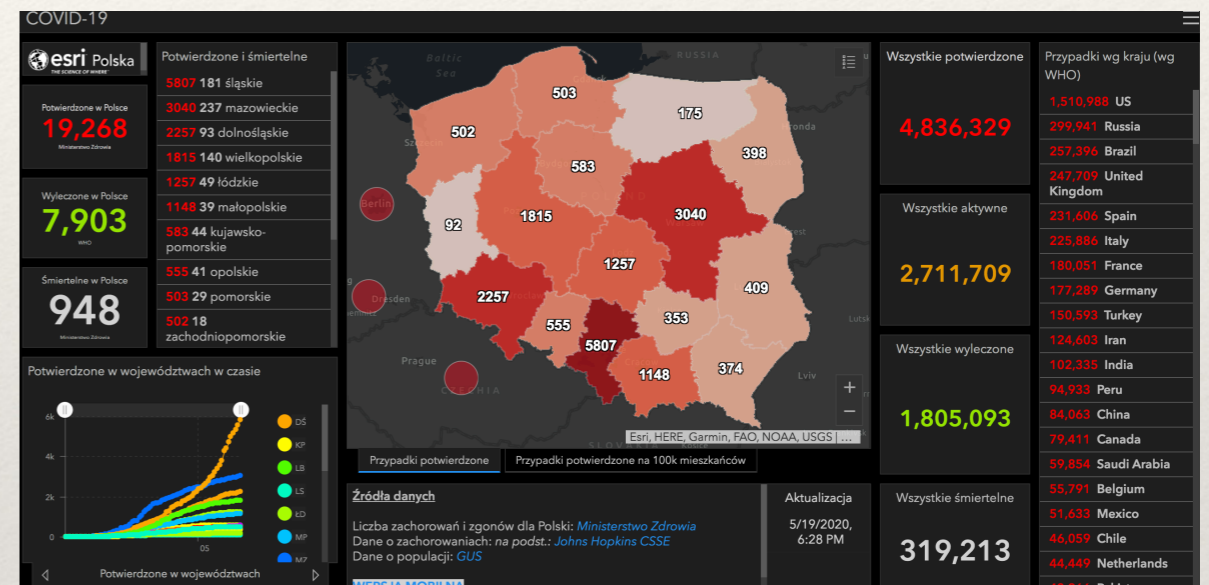 COVID-19
esri Polska
THE SCIENCE OF WHERE
Potwierdzone w Polsce
19,268
Ministerstwo Zdrowia
Wyleczone w Polsce
7,903
WHO
Śmiertelne w Polsce
948
Ministerstwo Zdrowia
Potwierdzone i śmiertelne
5807 181 śląskie
3040 237 mazowieckie
2257 93 dolnośląskie
1815 140 wielkopolskie
1257 49 łódzkie
1148 39 małopolskie
583 44 kujawsko-
pomorskie
555 41 opolskie
503 29 pomorskie
502 18
zachodniopomorskie
Potwierdzone w województwach w czasie
6k
4k
2k
0
05
DŚ
KP
LB
LS
ŁD
MP
MZ
Potwierdzone w województwach
Baltic
Sea
RUSSIA
503
175
502
398
583
Berlin
1815
3040
92
1257
409
Dresden
2257
353
555
Lutsk
5807
Prague
1148
374
Lviv
CZECHIA
+
−
Esri, HERE, Garmin, FAO, NOAA, USGS | ...
Przypadki potwierdzone
Przypadki potwierdzone na 100k mieszkańców
Źródła danych
Liczba zachorowań i zgonów dla Polski: Ministerstwo Zdrowia
Dane o zachorowaniach: na podst.: Johns Hopkins CSSE
Dane o populacji: GUS
WERSJA MOBILNA
Aktualizacja
5/19/2020,
6:28 PM
Wszystkie potwierdzone
4,836,329
Wszystkie aktywne
2,711,709
Wszystkie wyleczone
1,805,093
Wszystkie śmiertelne
319,213
Przypadki wg kraju (wg
WHO)
1,510,988 US
299,941 Russia
257,396 Brazil
247,709 United
Kingdom
231,606 Spain
225,886 Italy
180,051 France
177,289 Germany
150,593 Turkey
124,603 Iran
102,335 India
94,933 Peru
84,063 China
79,411 Canada
59,854 Saudi Arabia
55,791 Belgium
51,633 Mexico
46,059 Chile
44,449 Netherlands